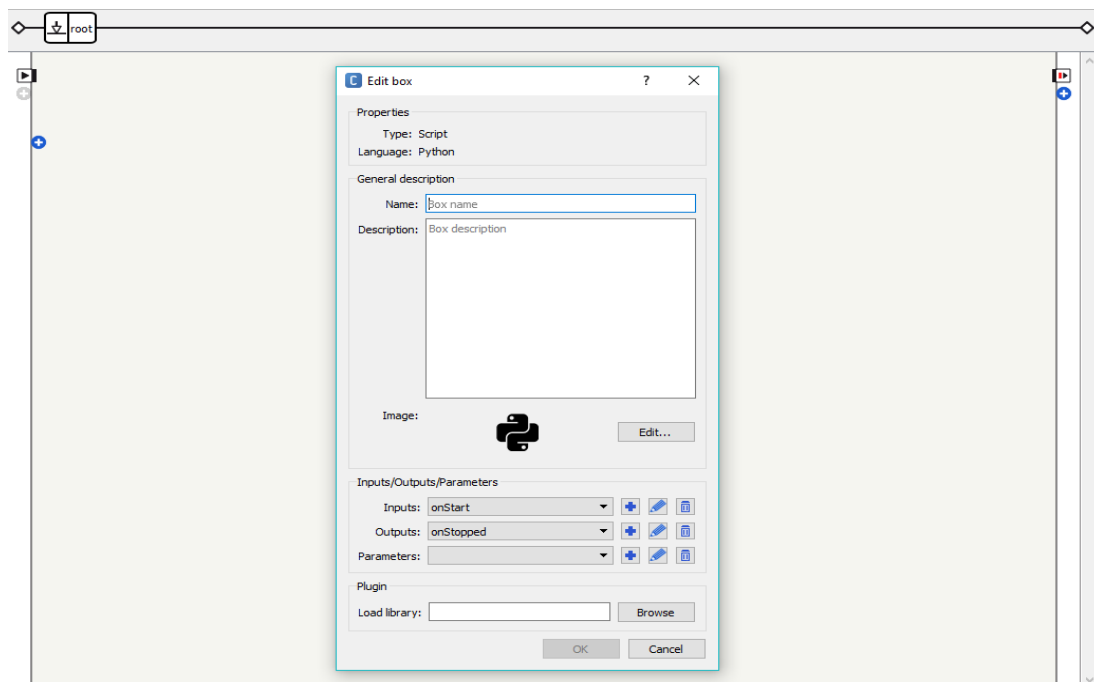 root
C Edit box ?
Properties
Type: Script
Language: Python
General description
Name: Box name
Description: Box description
Image:
Edit...
Inputs/Outputs/Parameters
Inputs: onStart
Outputs: onStopped
Parameters:
Plugin
Load library: Browse
OK Cancel